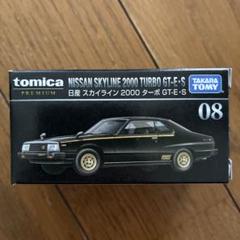 tomica
PREMIUM
NISSAN SKYLINE 2000 TURBO GT-E・S
日産 スカイライン 2000 ターボ GT-E・S
TAKARA
TOMY
08